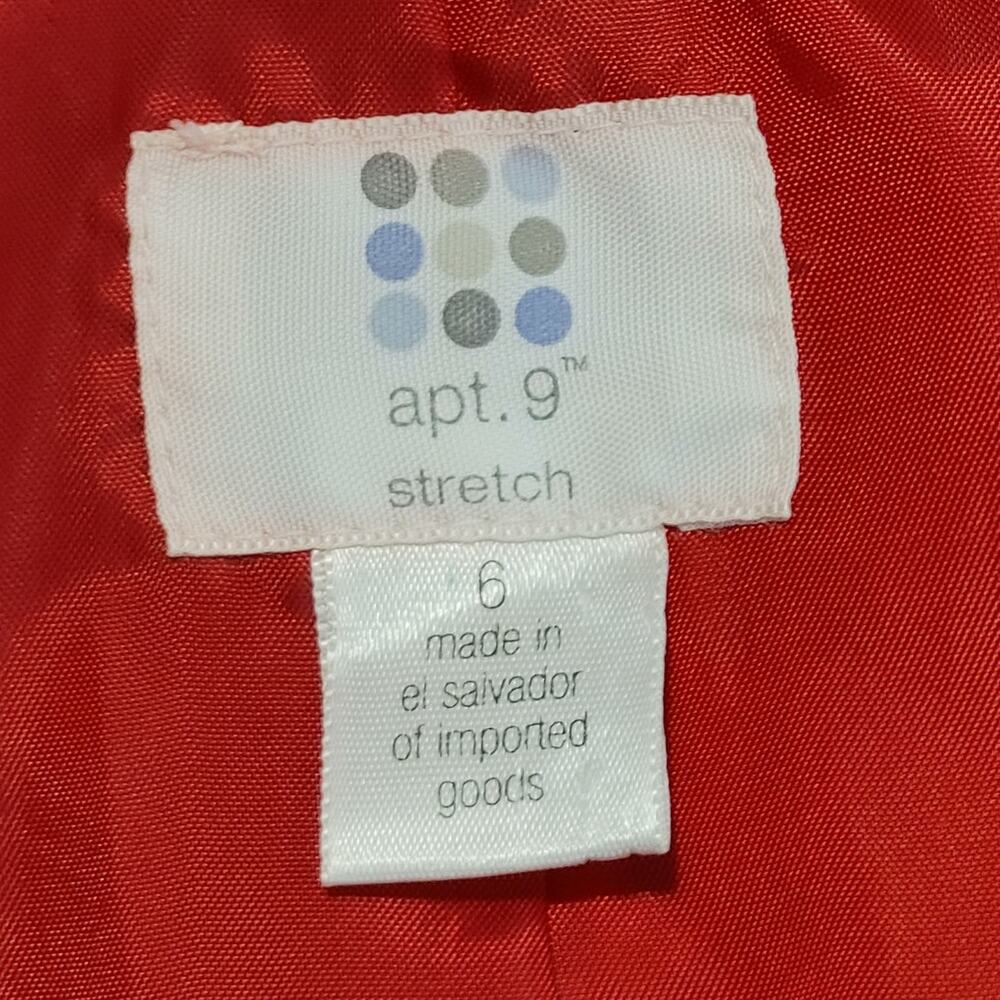 apt.9™
stretch
6
made in
el salvador
of imported
goods